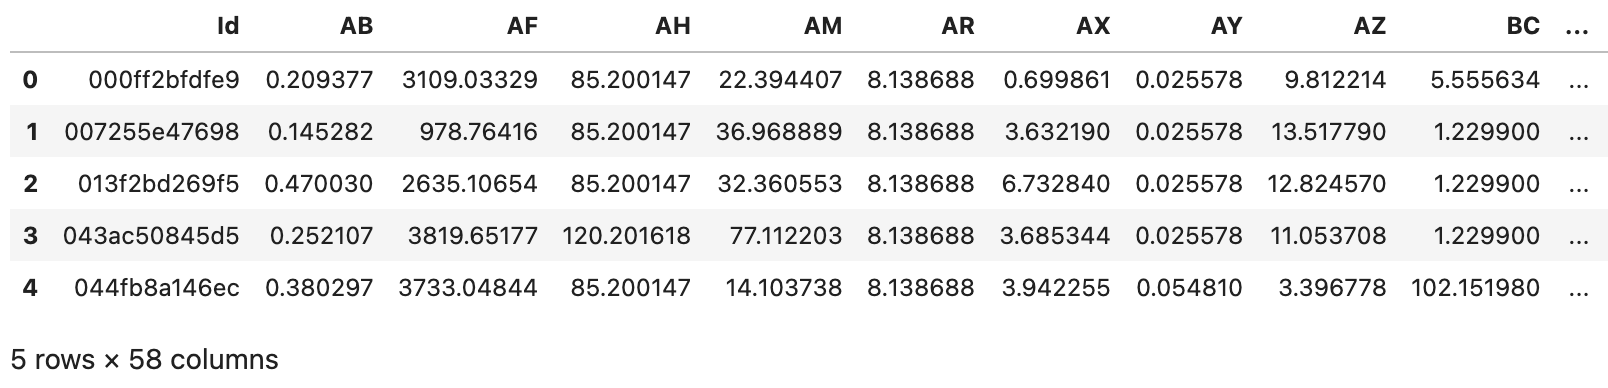 Id AB AF AH AM AR AX AY AZ BC ...
0 000ff2bfdfe9 0.209377 3109.03329 85.200147 22.394407 8.138688 0.699861 0.025578 9.812214 5.555634 ...
1 007255e47698 0.145282 978.76416 85.200147 36.968889 8.138688 3.632190 0.025578 13.517790 1.229900 ...
2 013f2bd269f5 0.470030 2635.10654 85.200147 32.360553 8.138688 6.732840 0.025578 12.824570 1.229900 ...
3 043ac50845d5 0.252107 3819.65177 120.201618 77.112203 8.138688 3.685344 0.025578 11.053708 1.229900 ...
4 044fb8a146ec 0.380297 3733.04844 85.200147 14.103738 8.138688 3.942255 0.054810 3.396778 102.151980 ...
5 rows × 58 columns